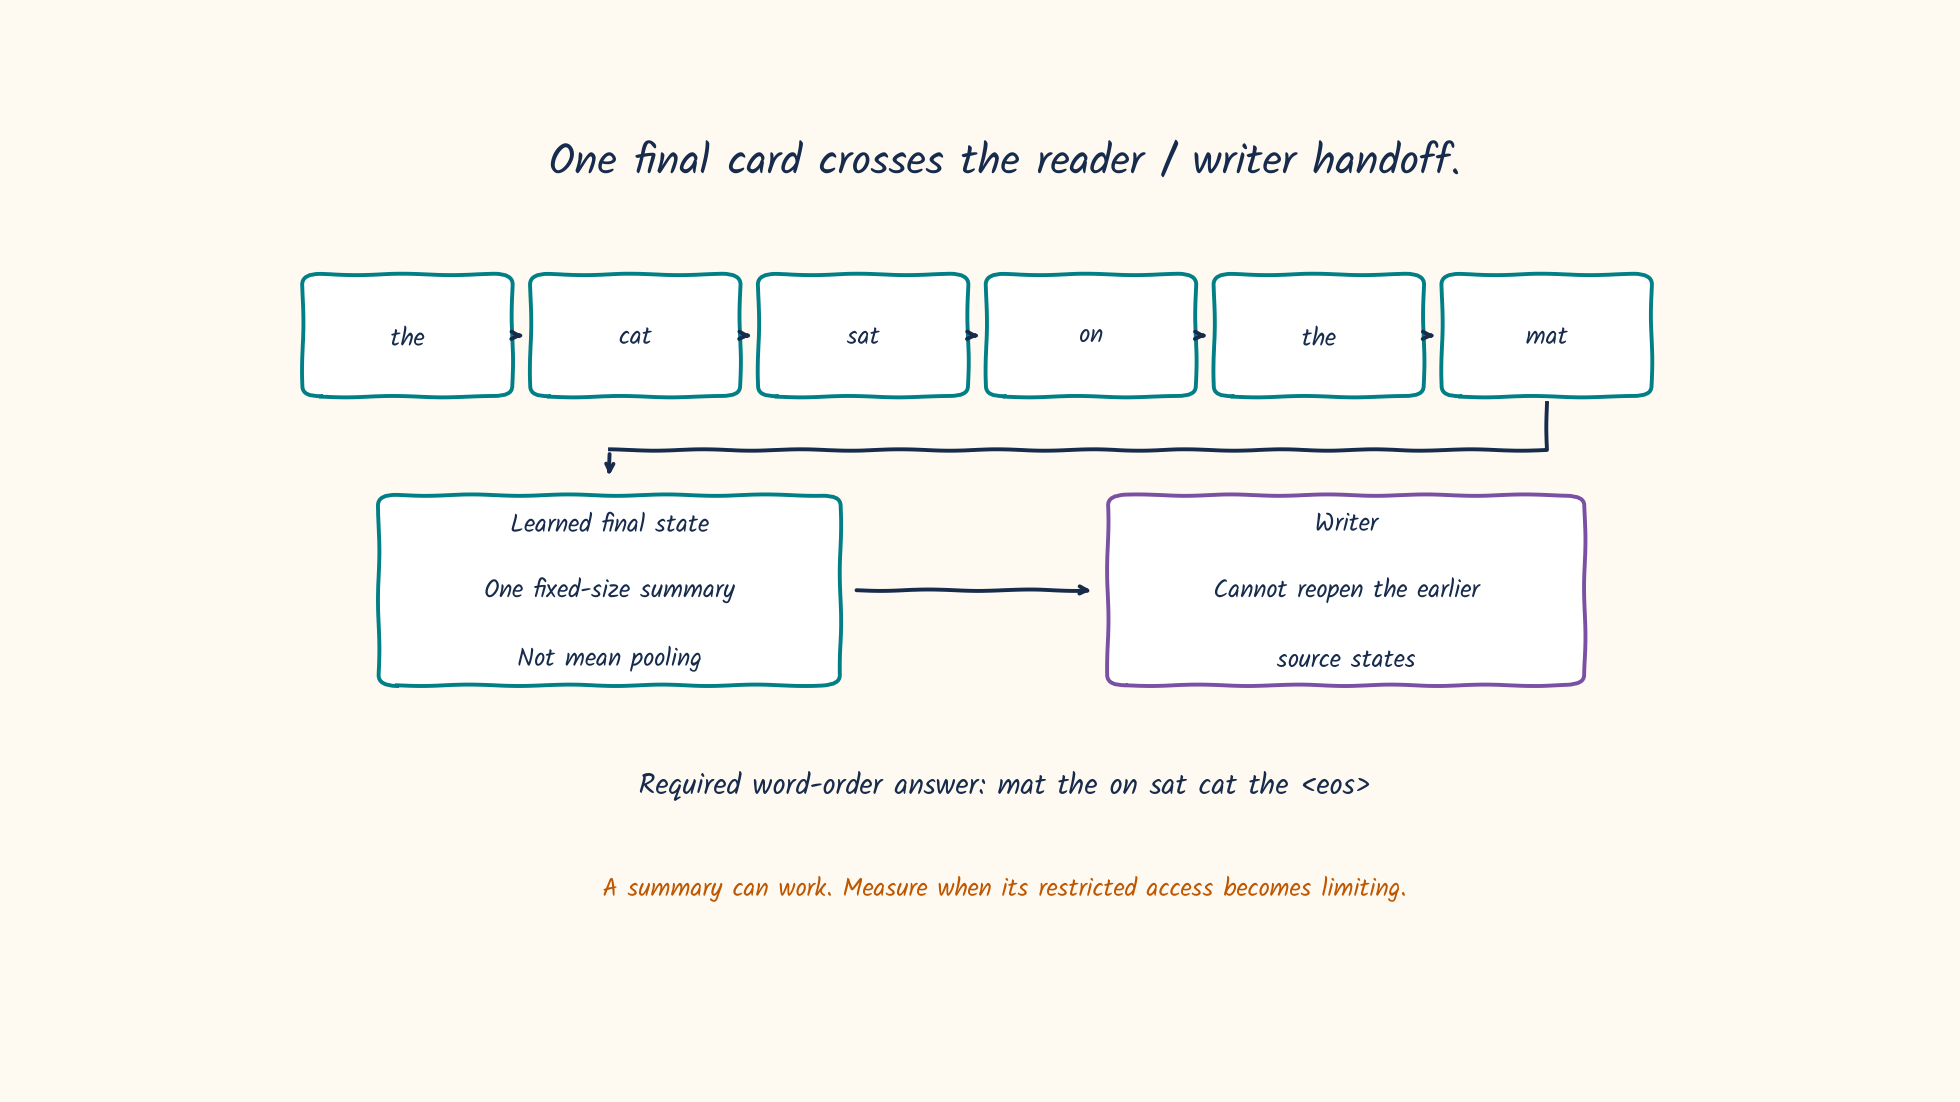 One final card crosses the reader / writer handoff.
the
cat
sat
on
the
mat
Learned final state
One fixed-size summary
Not mean pooling
Writer
Cannot reopen the earlier
source states
Required word-order answer: mat the on sat cat the <eos>
A summary can work. Measure when its restricted access becomes limiting.